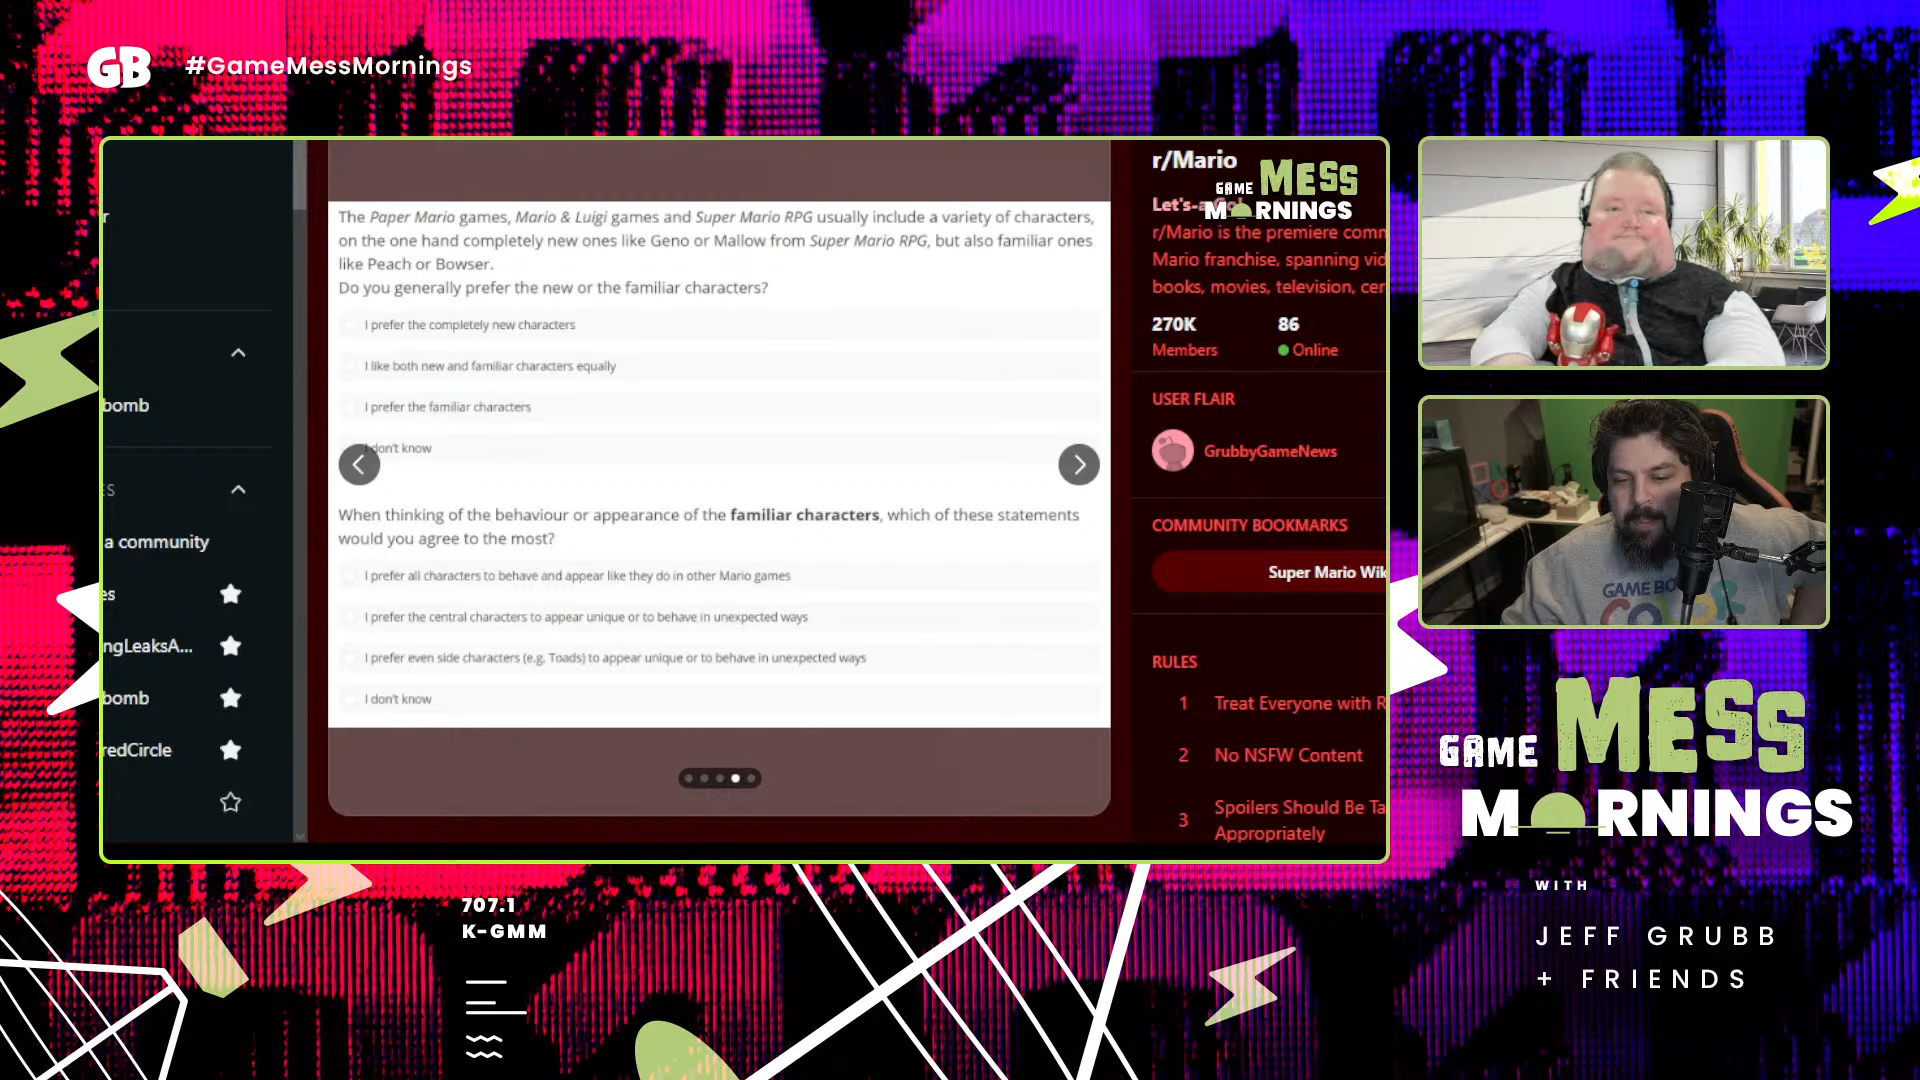 GB #GameMessMornings
r
bomb
ES
a community
es
ngLeaksA...
bomb
redCircle
The Paper Mario games, Mario & Luigi games and Super Mario RPG usually include a variety of characters,
on the one hand completely new ones like Geno or Mallow from Super Mario RPG, but also familiar ones
like Peach or Bowser.
Do you generally prefer the new or the familiar characters?
I prefer the completely new characters
I like both new and familiar characters equally
I prefer the familiar characters
I don't know
When thinking of the behaviour or appearance of the familiar characters, which of these statements
would you agree to the most?
I prefer all characters to behave and appear like they do in other Mario games
I prefer the central characters to appear unique or to behave in unexpected ways
I prefer even side characters (e.g. Toads) to appear unique or to behave in unexpected ways
I don't know
r/Mario
GAME MESS
MORNINGS
Let's-a Go!
r/Mario is the premiere comm
Mario franchise, spanning vid
books, movies, television, cer
270K 86
Members Online
USER FLAIR
GrubbyGameNews
COMMUNITY BOOKMARKS
Super Mario Wik
RULES
1 Treat Everyone with R
2 No NSFW Content
3 Spoilers Should Be Ta
Appropriately
GAME BO
COLOR
GAME MESS
MORNINGS
WITH
JEFF GRUBB
+ FRIENDS
707.1
K-GMM